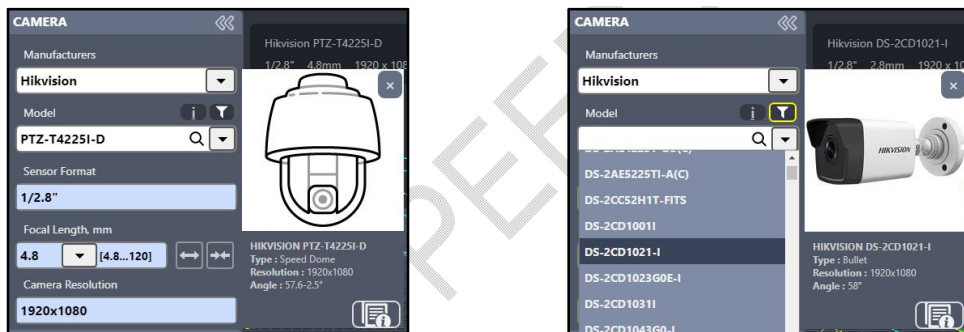 CAMERA
Hikvision PTZ-T4225I-D
1/2.8" 4.8mm 1920 x 108
Manufacturers
Hikvision
Model
i
PTZ-T4225I-D
Sensor Format
1/2.8"
Focal Length, mm
4.8 [4.8...120]
Camera Resolution
1920x1080
HIKVISION PTZ-T4225I-D
Type : Speed Dome
Resolution : 1920x1080
Angle : 57.6-2.5°
CAMERA
Hikvision DS-2CD1021-I
1/2.8" 2.8mm 1920 x 10
Manufacturers
Hikvision
Model
i
DS-2AE5225TI-A(C)
DS-2CC52H1T-FITS
DS-2CD1001I
DS-2CD1021-I
DS-2CD1023G0E-I
DS-2CD1031I
DS-2CD1043G0-I
HIKVISION
HIKVISION DS-2CD1021-I
Type : Bullet
Resolution : 1920x1080
Angle : 58°